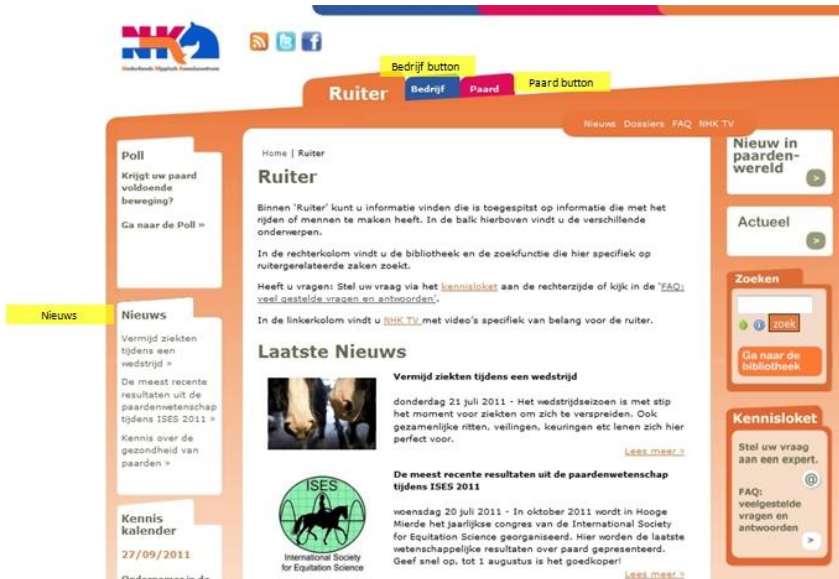 NHK
Nederlands Hippisch Kenniscentrum
Bedrijf button
Paard button
Ruiter
Bedrijf
Paard
Nieuws Dossiers FAQ NHK TV
Poll
Krijgt uw paard
voldoende
beweging?
Ga naar de Poll »
Nieuws
Nieuws
Vermijd ziekten
tijdens een
wedstrijd »
De meest recente
resultaten uit de
paardenwetenschap
tijdens ISES 2011 »
Kennis over de
gezondheid van
paarden »
Kennis
kalender
27/09/2011
Ondernemer in de
Home | Ruiter
Ruiter
Binnen 'Ruiter' kunt u informatie vinden die is toegespitst op informatie die met het
rijden of mennen te maken heeft. In de balk hierboven vindt u de verschillende
onderwerpen.
In de rechterkolom vindt u de bibliotheek en de zoekfunctie die hier specifiek op
ruitergerelateerde zaken zoekt.
Heeft u vragen: Stel uw vraag via het kennisloket aan de rechterzijde of kijk in de 'FAQ:
veel gestelde vragen en antwoorden'.
In de linkerkolom vindt u NHK TV met video's specifiek van belang voor de ruiter.
Laatste Nieuws
Vermijd ziekten tijdens een wedstrijd
donderdag 21 juli 2011 - Het wedstrijdseizoen is met stip
het moment voor ziekten om zich te verspreiden. Ook
gezamenlijke ritten, veilingen, keuringen etc lenen zich hier
perfect voor.
Lees meer »
De meest recente resultaten uit de paardenwetenschap
tijdens ISES 2011
woensdag 20 juli 2011 - In oktober 2011 wordt in Hooge
Mierde het jaarlijkse congres van de International Society
for Equitation Science georganiseerd. Hier worden de laatste
wetenschappelijke resultaten over paard gepresenteerd.
Geef snel op, tot 1 augustus is het goedkoper!
Lees meer »
ISES
International Society
for Equitation Science
Nieuw in
paarden-
wereld
Actueel
Zoeken
zoek
Ga naar de
bibliotheek
Kennisloket
Stel uw vraag
aan een expert.
@
FAQ:
veelgestelde
vragen en
antwoorden